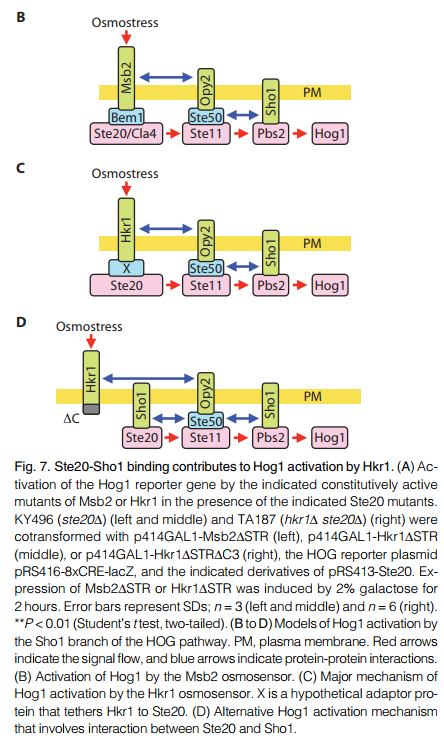 B
Osmostress
Msb2
Opy2
Sho1
PM
Bem1
Ste50
Ste20/Cla4
Ste11
Pbs2
Hog1
C
Osmostress
Hkr1
Opy2
Sho1
PM
X
Ste50
Ste20
Ste11
Pbs2
Hog1
D
Osmostress
Hkr1
Opy2
Sho1
Sho1
PM
ΔC
Ste50
Ste20
Ste11
Pbs2
Hog1
Fig. 7. Ste20-Sho1 binding contributes to Hog1 activation by Hkr1. (A) Ac-
tivation of the Hog1 reporter gene by the indicated constitutively active
mutants of Msb2 or Hkr1 in the presence of the indicated Ste20 mutants.
KY496 (ste20Δ) (left and middle) and TA187 (hkr1Δ ste20Δ) (right) were
cotransformed with p414GAL1-Msb2ΔSTR (left), p414GAL1-Hkr1ΔSTR
(middle), or p414GAL1-Hkr1ΔSTRΔC3 (right), the HOG reporter plasmid
pRS416-8xCRE-lacZ, and the indicated derivatives of pRS413-Ste20. Ex-
pression of Msb2ΔSTR or Hkr1ΔSTR was induced by 2% galactose for
2 hours. Error bars represent SDs; n = 3 (left and middle) and n = 6 (right).
**P < 0.01 (Student's t test, two-tailed). (B to D) Models of Hog1 activation by
the Sho1 branch of the HOG pathway. PM, plasma membrane. Red arrows
indicate the signal flow, and blue arrows indicate protein-protein interactions.
(B) Activation of Hog1 by the Msb2 osmosensor. (C) Major mechanism of
Hog1 activation by the Hkr1 osmosensor. X is a hypothetical adaptor pro-
tein that tethers Hkr1 to Ste20. (D) Alternative Hog1 activation mechanism
that involves interaction between Ste20 and Sho1.